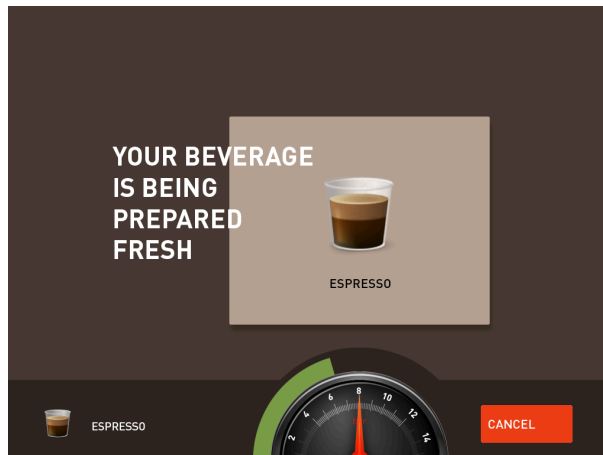 YOUR BEVERAGE
IS BEING
PREPARED
FRESH
ESPRESSO
2
4
6
8
10
12
14
ESPRESSO
CANCEL